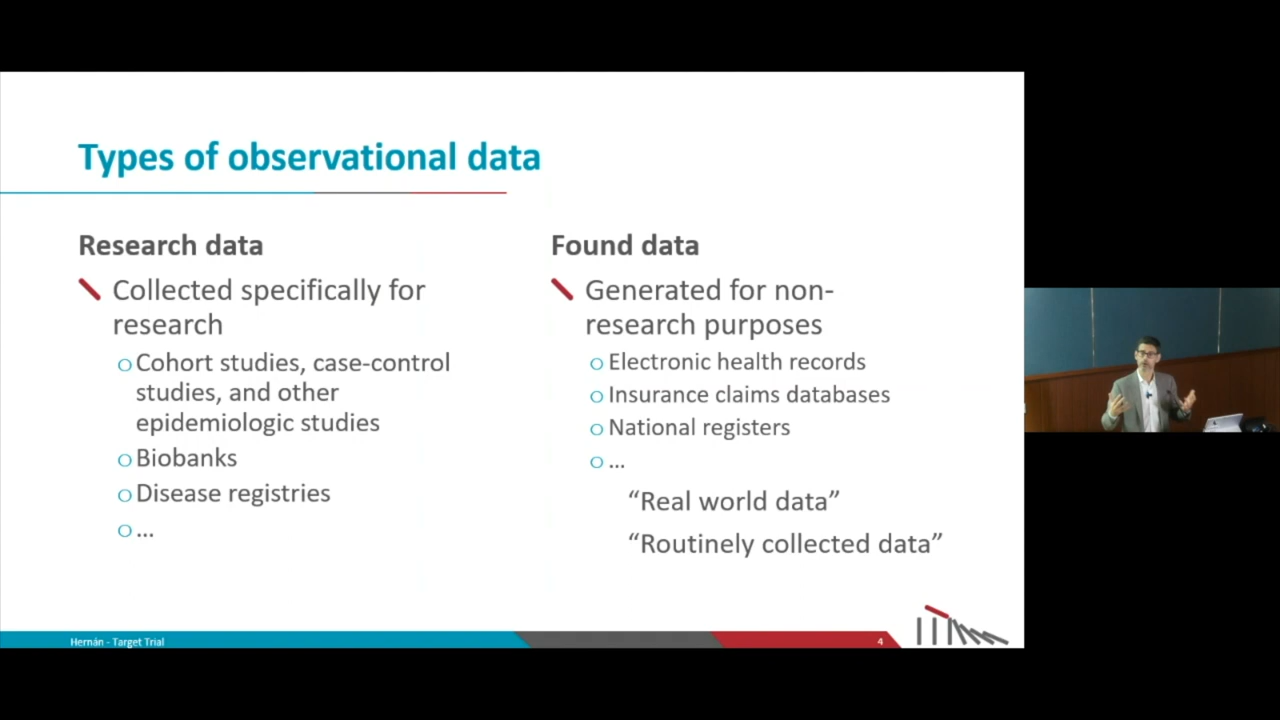 Types of observational data
Research data
Collected specifically for
research
Cohort studies, case-control
studies, and other
epidemiologic studies
Biobanks
Disease registries
...
Found data
Generated for non-
research purposes
Electronic health records
Insurance claims databases
National registers
...
“Real world data”
“Routinely collected data”
Hernán - Target Trial
4